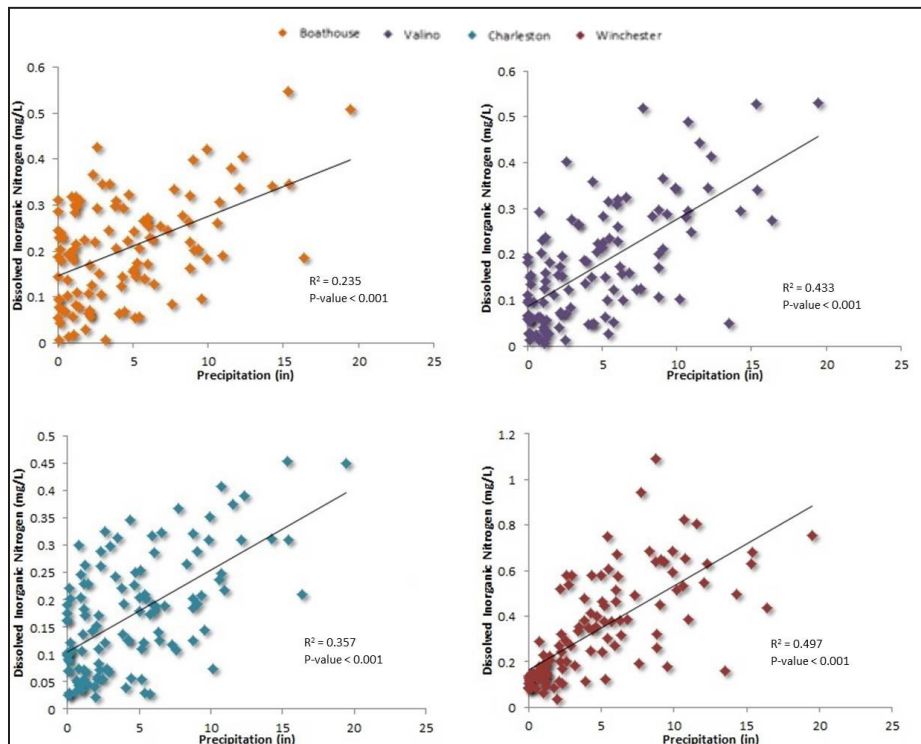 Boathouse Valino Charleston Winchester
Dissolved Inorganic Nitrogen (mg/L)
0.6
0.5
0.4
0.3
0.2
0.1
0
0 5 10 15 20 25
Precipitation (in)
R² = 0.235
P-value < 0.001
Dissolved Inorganic Nitrogen (mg/L)
0.6
0.5
0.4
0.3
0.2
0.1
0
0 5 10 15 20 25
Precipitation (in)
R² = 0.433
P-value < 0.001
Dissolved Inorganic Nitrogen (mg/L)
0.5
0.45
0.4
0.35
0.3
0.25
0.2
0.15
0.1
0.05
0
0 5 10 15 20 25
Precipitation (in)
R² = 0.357
P-value < 0.001
Dissolved Inorganic Nitrogen (mg/L)
1.2
1
0.8
0.6
0.4
0.2
0
0 5 10 15 20 25
Precipitation (in)
R² = 0.497
P-value < 0.001